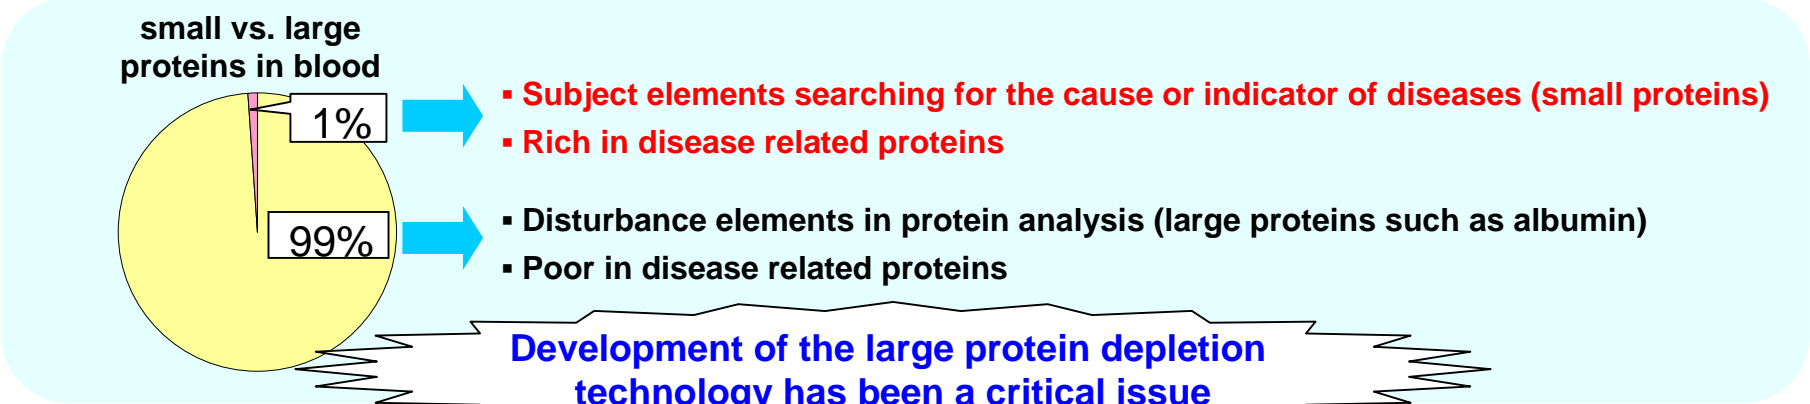 small vs. large
proteins in blood
1%
▪ Subject elements searching for the cause or indicator of diseases (small proteins)
▪ Rich in disease related proteins
99%
▪ Disturbance elements in protein analysis (large proteins such as albumin)
▪ Poor in disease related proteins
Development of the large protein depletion
technology has been a critical issue